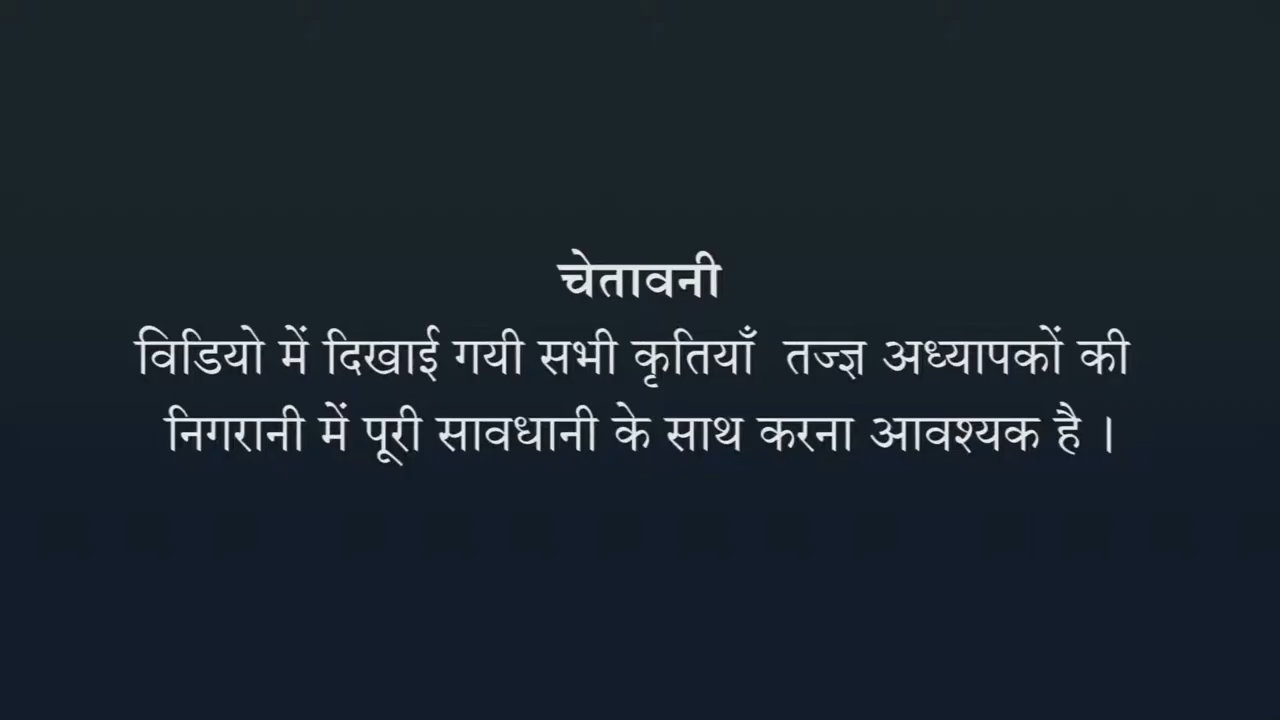 चेतावनी
विडियो में दिखाई गयी सभी कृतियाँ तज्ज्ञ अध्यापकों की
निगरानी में पूरी सावधानी के साथ करना आवश्यक है ।